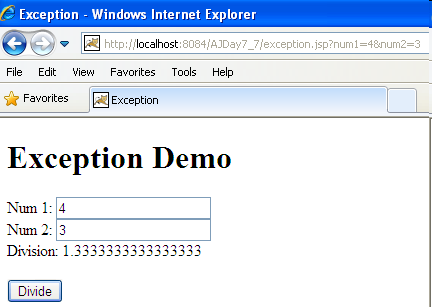 Exception - Windows Internet Explorer
http://localhost:8084/AJDay7_7/exception.jsp?num1=4&num2=3
File Edit View Favorites Tools Help
Favorites Exception
Exception Demo
Num 1: 4
Num 2: 3
Division: 1.3333333333333333
Divide